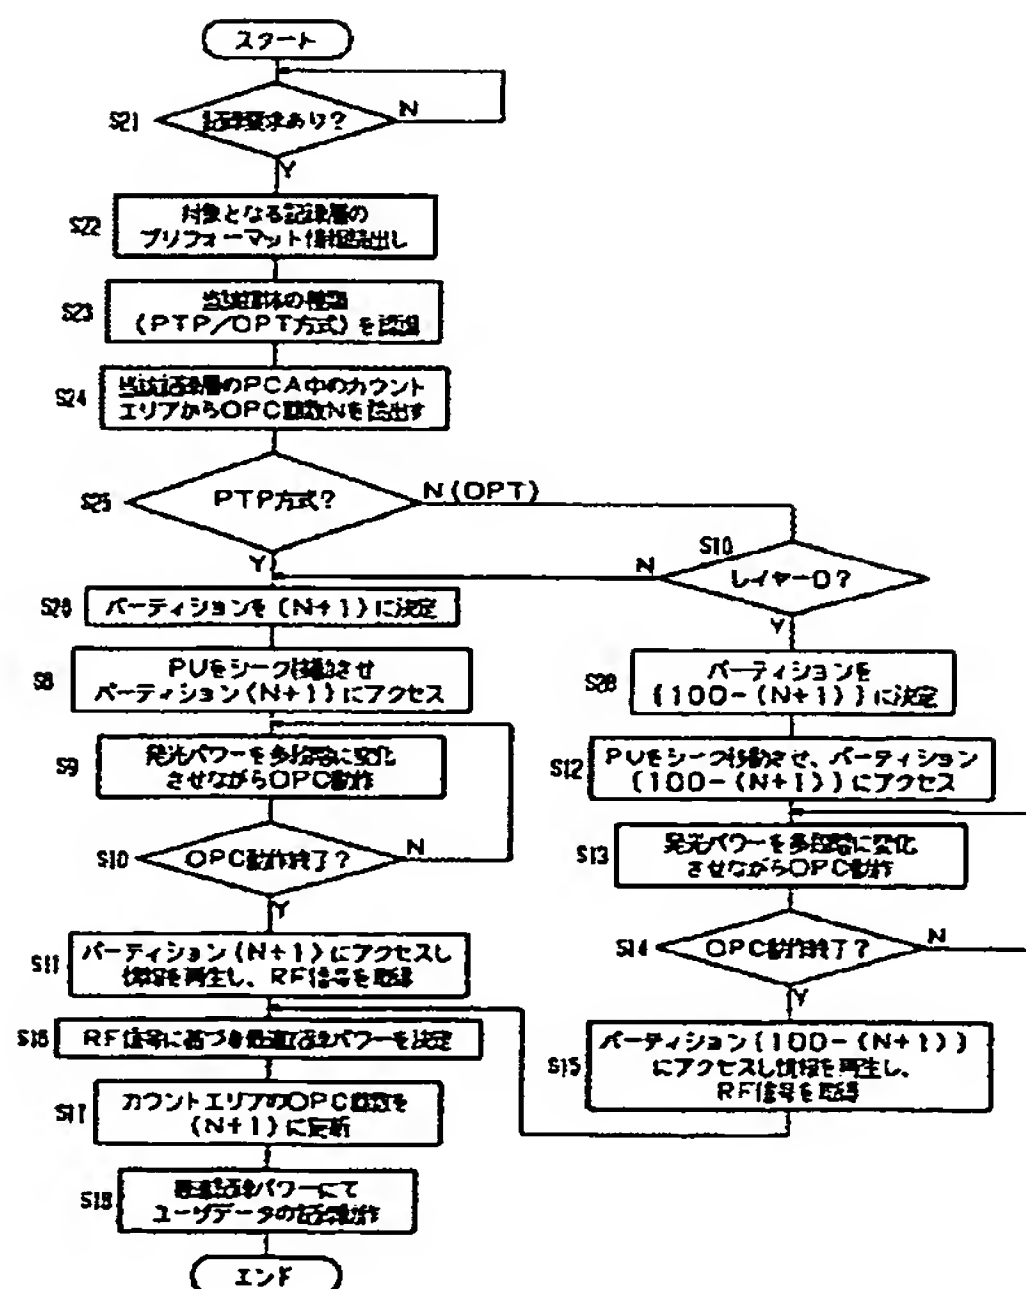 スタート
S21
記録要求あり?
N
Y
S22
対象となる記録層の
プリフォーマット情報読出し
S23
当該媒体の種類
(PTP/OPT方式)を認識
S24
当該記録層のPCA中のカウント
エリアからOPC回数Nを読出す
S25
PTP方式?
N(OPT)
Y
S10
レイヤー0?
N
Y
パーティションを(N+1)に決定
S8
PUをシーク移動させ
パーティション(N+1)にアクセス
S9
発光パワーを多段階に変化
させながらOPC動作
S10
OPC動作終了?
N
Y
S11
パーティション(N+1)にアクセスし
情報を再生し、RF信号を取得
パーティションを
{100-(N+1)}に決定
S12
PUをシーク移動させ、パーティション
{100-(N+1)}にアクセス
S13
発光パワーを多段階に変化
させながらOPC動作
S14
OPC動作終了?
N
Y
S15
パーティション{100-(N+1)}
にアクセスし情報を再生し、
RF信号を取得
S16
RF信号に基づき最適記録パワーを決定
S17
カウントエリアのOPC回数を
(N+1)に更新
S18
最適記録パワーにて
ユーザデータの記録動作
エンド